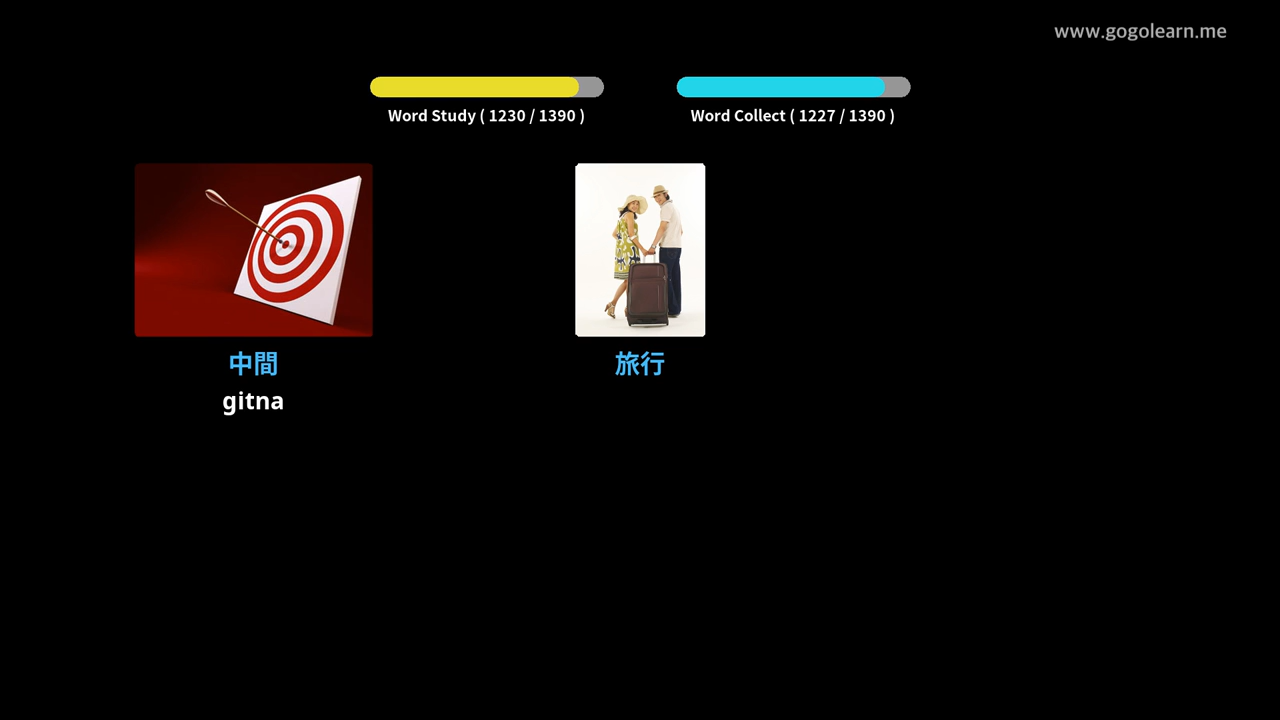 www.gogolearn.me
Word Study ( 1230 / 1390 )
Word Collect ( 1227 / 1390 )
中間
gitna
旅行